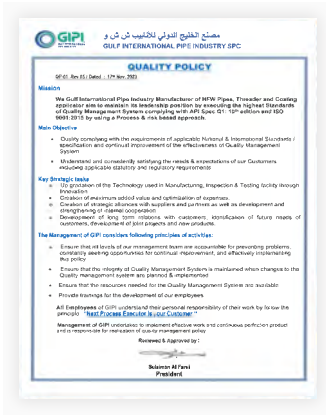 مصنع الخليج الدولي للأنابيب ش ش و
GIPI
GULF INTERNATIONAL PIPE INDUSTRY SPC
QUALITY POLICY
QP-01 Rev.05 / Dated : 17th Nov. 2023
Mission
We Gulf International Pipe Industry Manufacturer of HFW Pipes, Threader and Coating
applicator aim to maintain its leadership position by executing the highest Standards
of Quality Management System complying with API Spec Q1: 10th edition and ISO
9001:2015 by using a Process & risk based approach.
Main Objective
Quality complying with the requirements of applicable National & International Standards /
specification and continual improvement of the effectiveness of Quality Management
System
Understand and consistently satisfying the needs & expectations of our Customers
including applicable statutory and regulatory requirements
Key Strategic tasks
Up gradation of the Technology used in Manufacturing, Inspection & Testing facility through
Innovation
Creation of maximum added value and optimization of expenses.
Creation of strategic alliances with suppliers and partners as well as development and
strengthening of internal cooperation
Development of long term relations with customers, identification of future needs of
customers, development of joint projects and new products
The Management of GIPI considers following principles of activities:
Ensure that all levels of our management team are accountable for preventing problems,
constantly seeking opportunities for continual improvement, and effectively implementing
this policy
Ensure that the integrity of Quality Management System is maintained when changes to the
Quality management system are planned & implemented
Ensure that the resources needed for the Quality Management System are available
Provide trainings for the development of our employees
All Employees of GIPI understand their personal responsibility of their work by follow the
principle "Next Process Executor is your Customer"
Management of GIPI undertakes to implement effective work and continuous perfection product
and is responsible for realization of quality management policy
Reviewed & Approved by :
Sulaiman Al Farsi
President